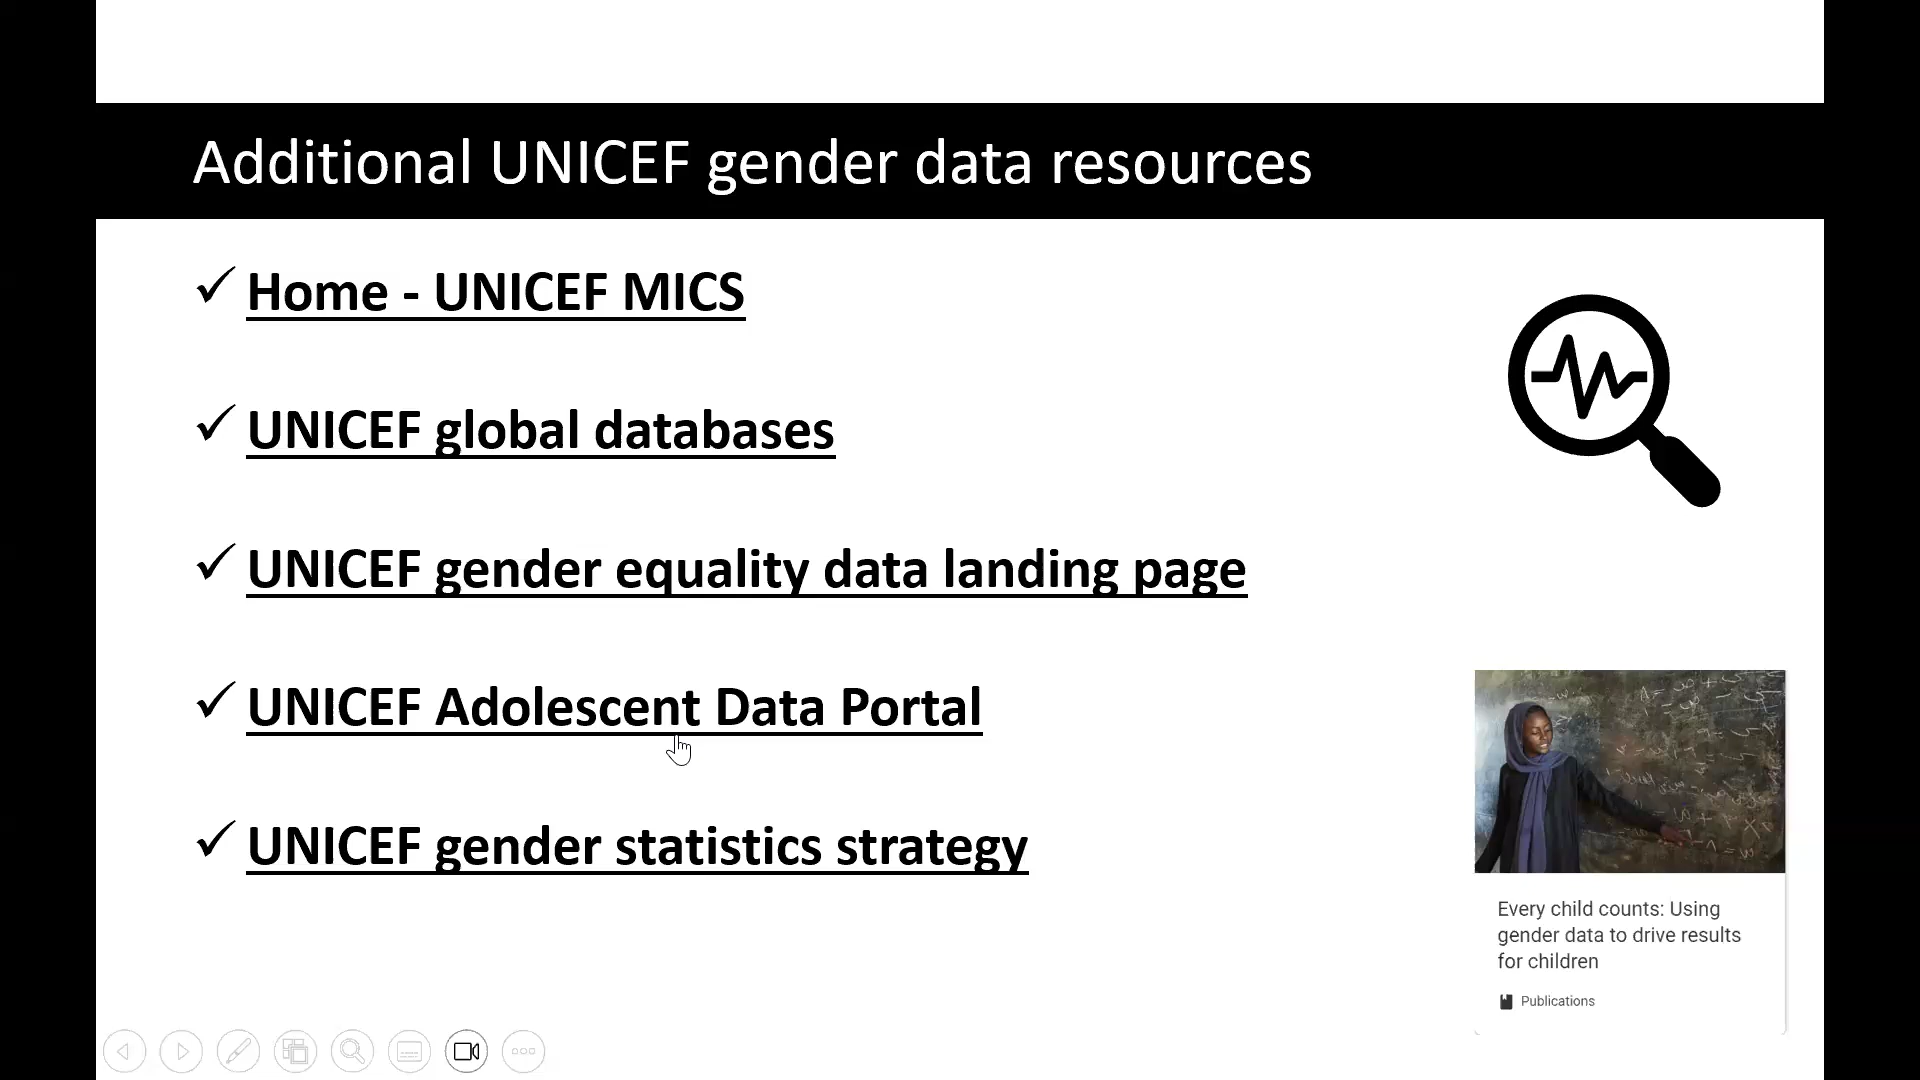 Additional UNICEF gender data resources
Home - UNICEF MICS
UNICEF global databases
UNICEF gender equality data landing page
UNICEF Adolescent Data Portal
UNICEF gender statistics strategy
Every child counts: Using
gender data to drive results
for children
Publications